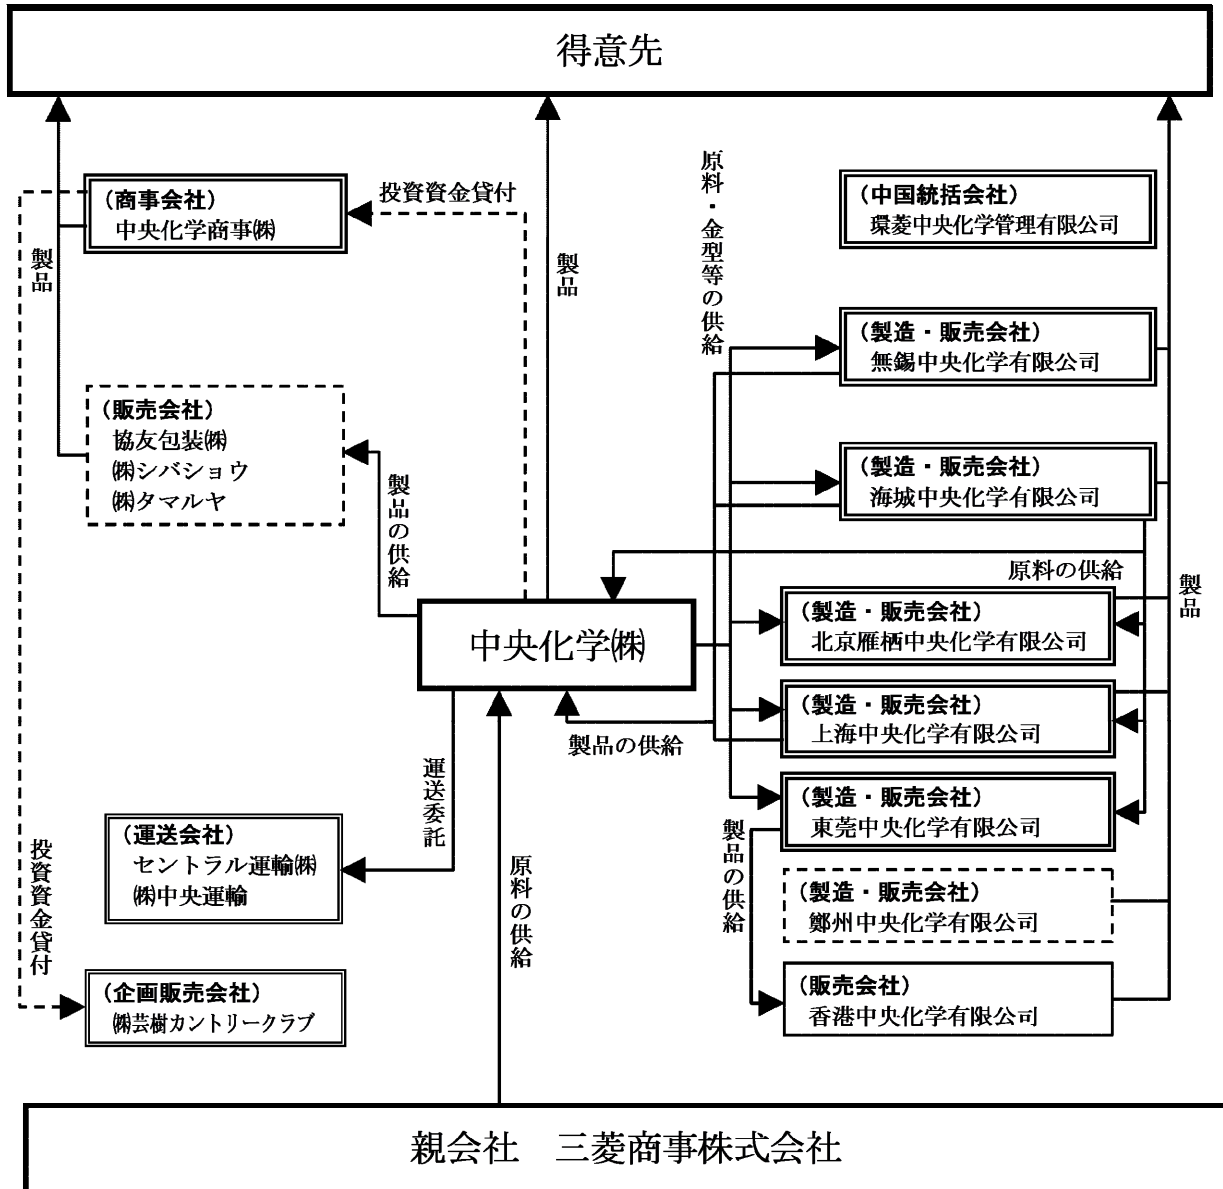 得意先
（商事会社）
中央化学商事㈱
投資資金貸付
製品
製品
原料・金型等の供給
（中国統括会社）
環菱中央化学管理有限公司
（製造・販売会社）
無錫中央化学有限公司
（販売会社）
協友包装㈱
㈱シバショウ
㈱タマルヤ
製品の供給
（製造・販売会社）
海城中央化学有限公司
原料の供給
製品
中央化学㈱
（製造・販売会社）
北京雁栖中央化学有限公司
（製造・販売会社）
上海中央化学有限公司
製品の供給
運送委託
（製造・販売会社）
東莞中央化学有限公司
製品の供給
（運送会社）
セントラル運輸㈱
㈱中央運輸
投資資金貸付
原料の供給
（製造・販売会社）
鄭州中央化学有限公司
（企画販売会社）
㈱芸樹カントリークラブ
（販売会社）
香港中央化学有限公司
親会社　三菱商事株式会社